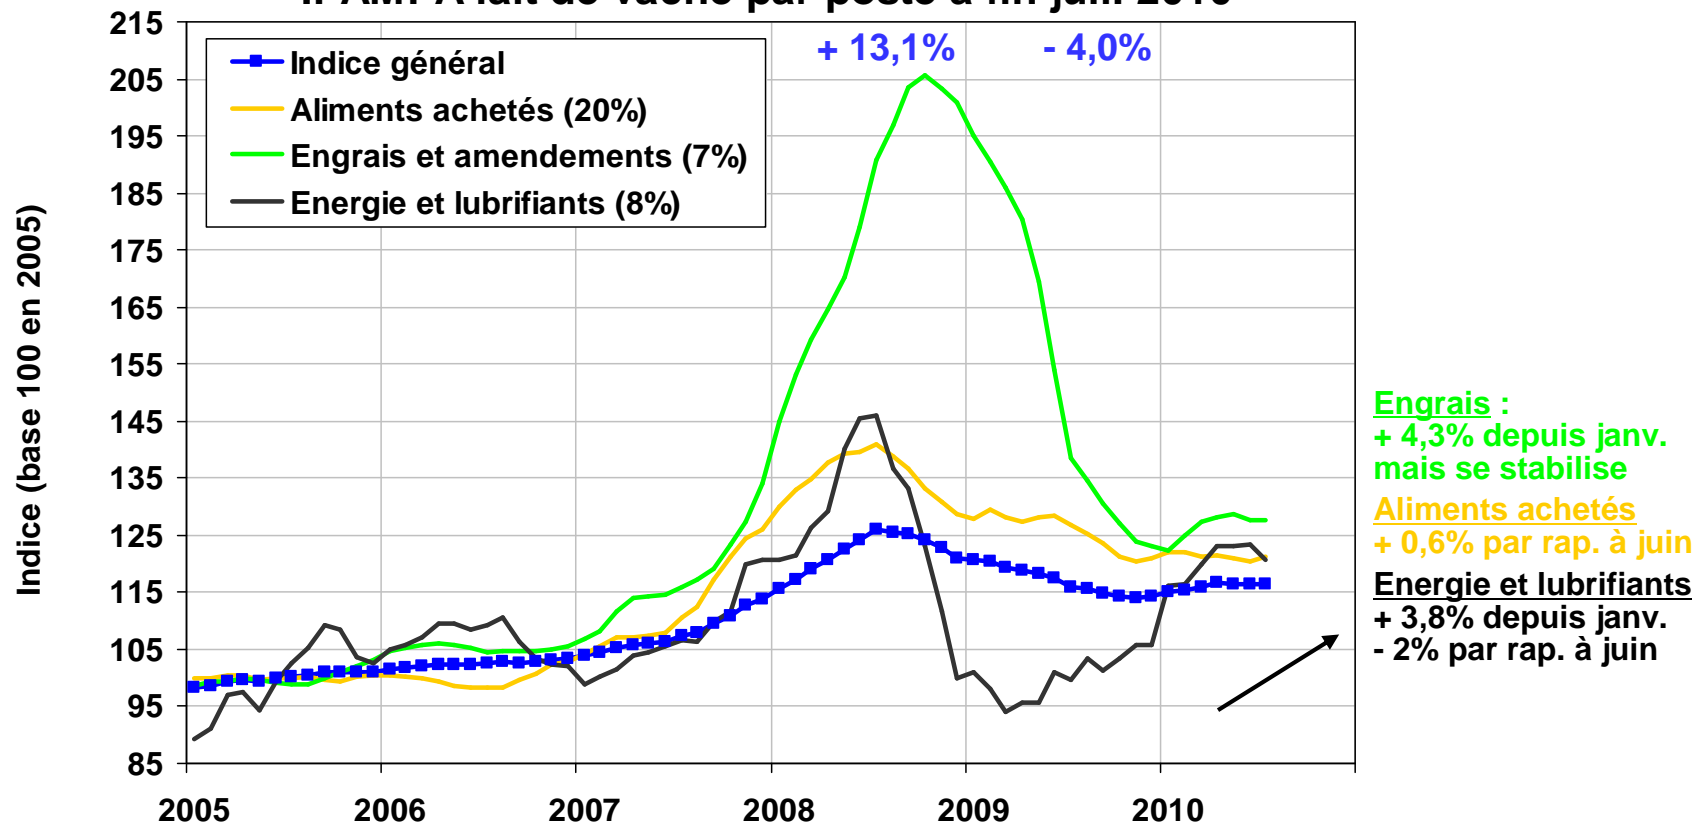 215
205
195
185
175
165
155
145
135
125
115
105
95
85
Indice (base 100 en 2005)
Indice général
Aliments achetés (20%)
Engrais et amendements (7%)
Energie et lubrifiants (8%)
+ 13,1%
- 4,0%
2005
2006
2007
2008
2009
2010
Engrais :
+ 4,3% depuis janv.
mais se stabilise
Aliments achetés
+ 0,6% par rap. à juin
Energie et lubrifiants
+ 3,8% depuis janv.
- 2% par rap. à juin